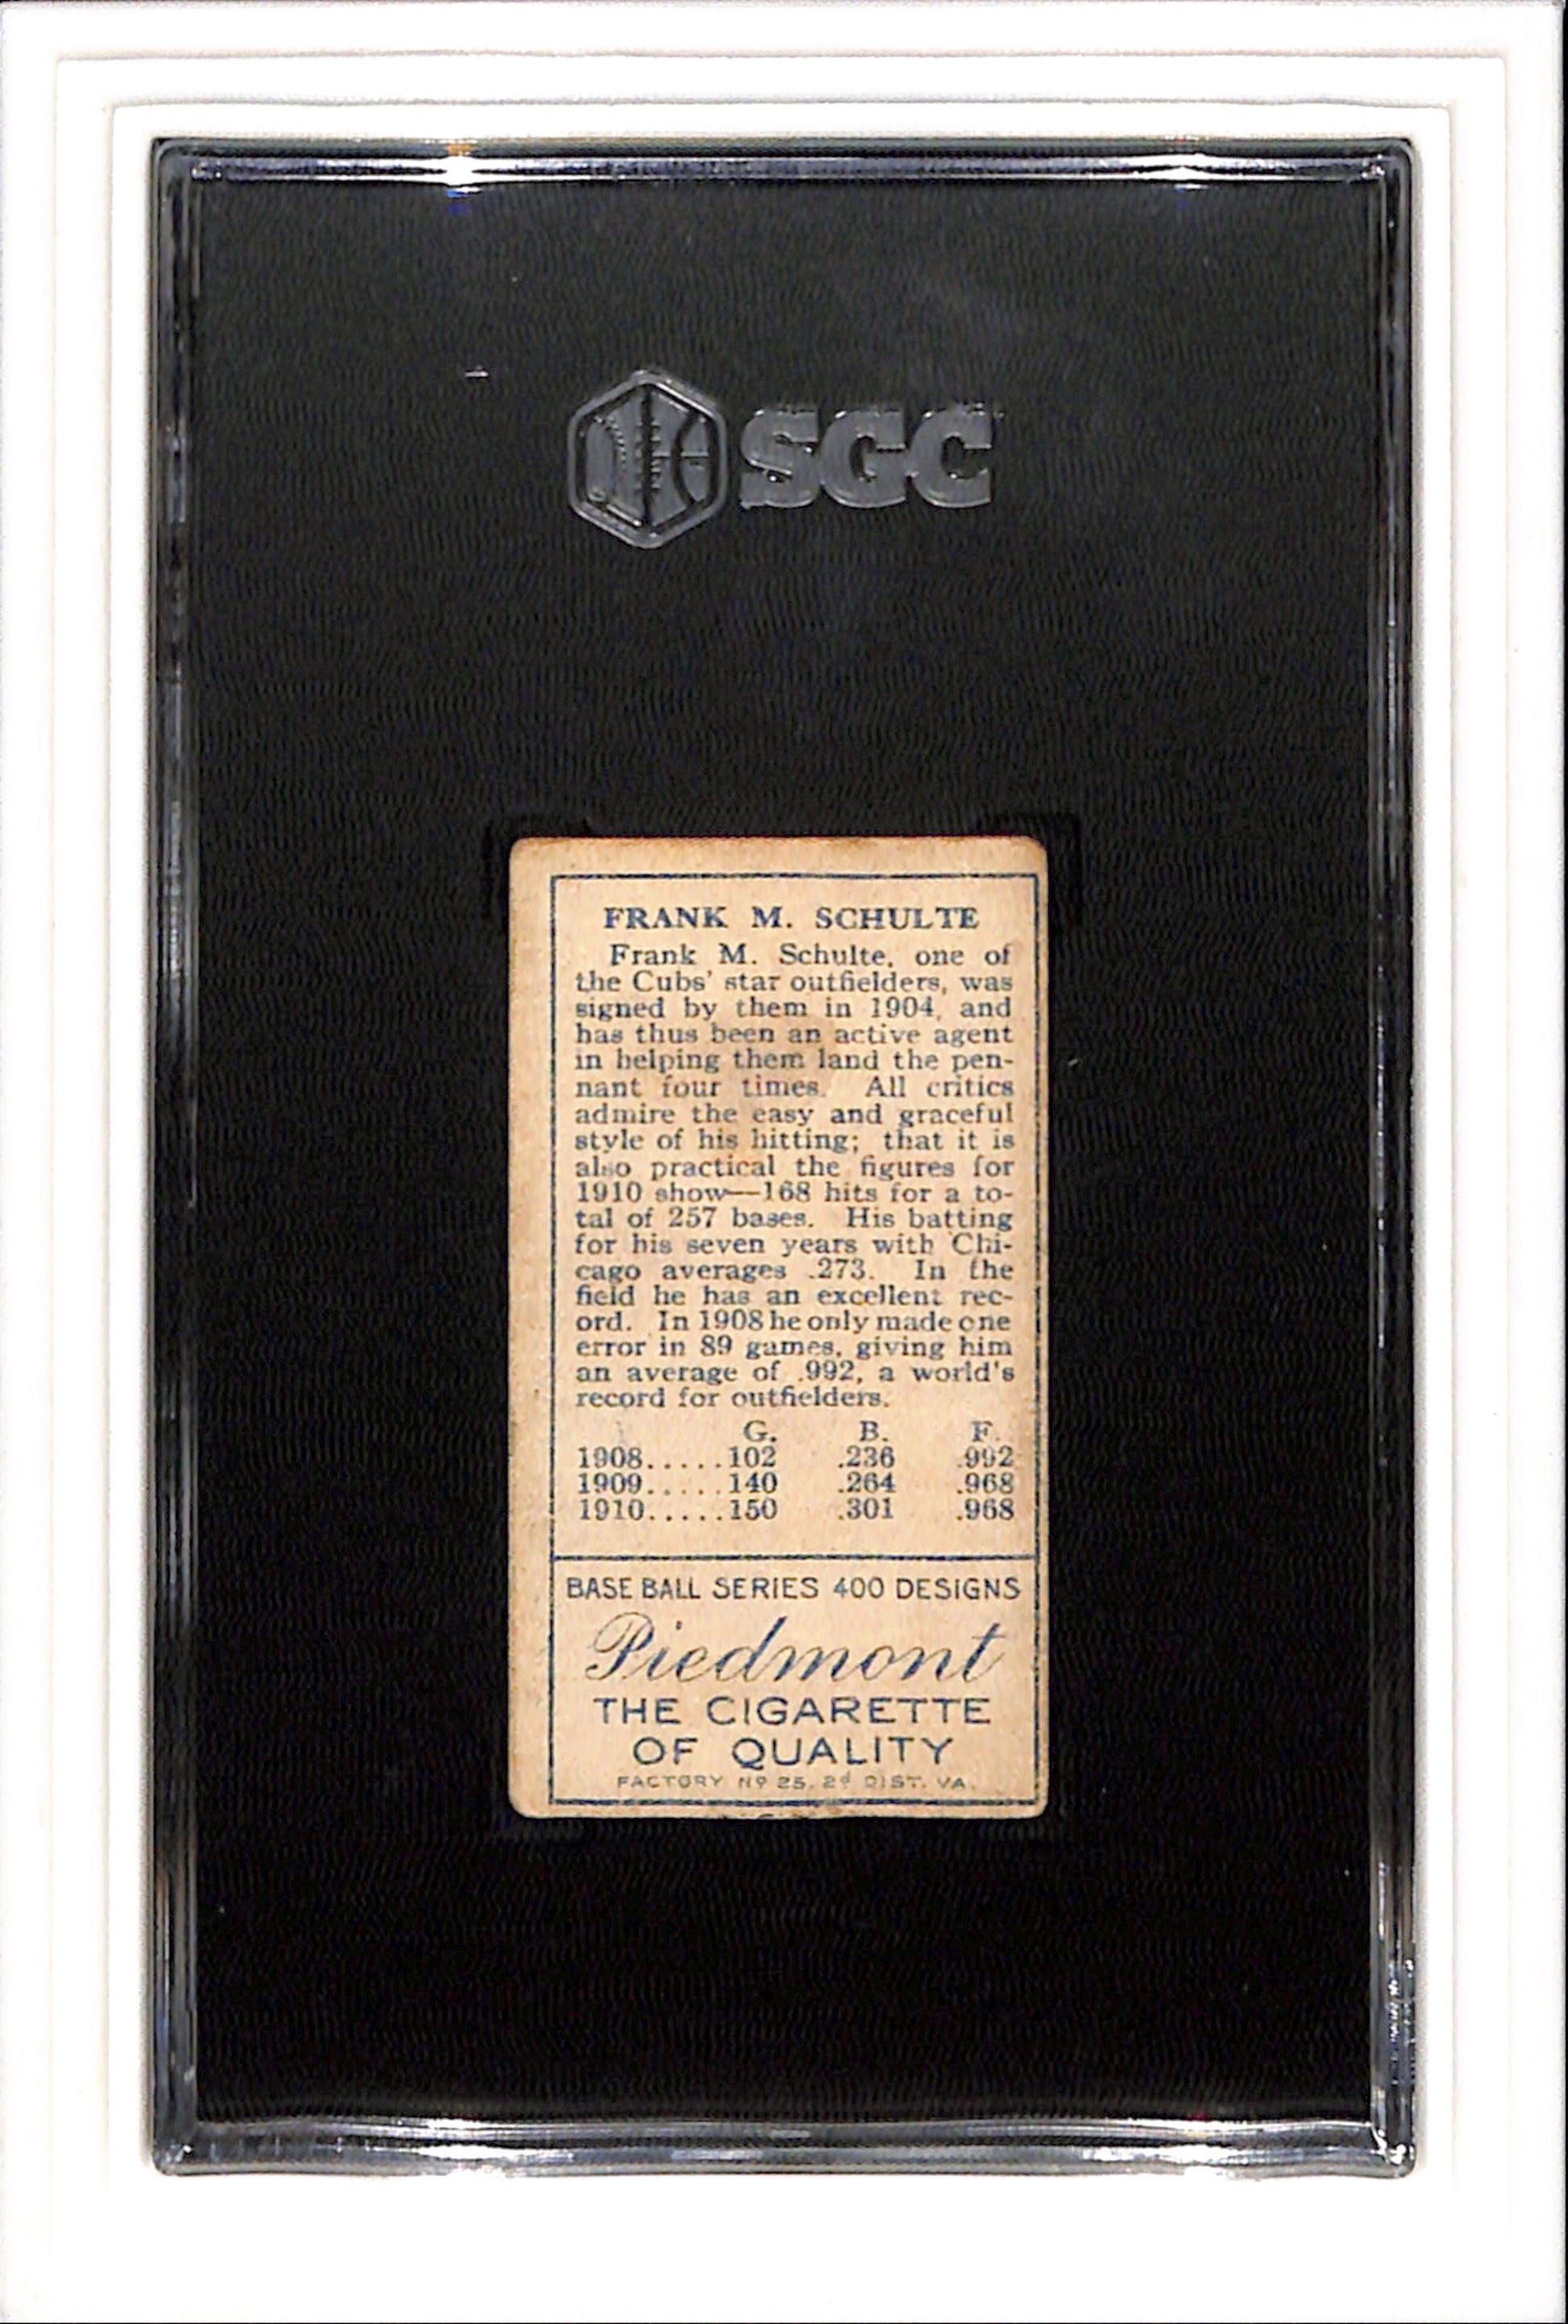 SGC
FRANK M. SCHULTE
Frank M. Schulte, one of
the Cubs' star outfielders, was
signed by them in 1904, and
has thus been an active agent
in helping them land the pen-
nant four times. All critics
admire the easy and graceful
style of his hitting; that it is
also practical the figures for
1910 show—168 hits for a to-
tal of 257 bases. His batting
for his seven years with Chi-
cago averages .273. In the
field he has an excellent rec-
ord. In 1908 he only made one
error in 89 games, giving him
an average of .992, a world's
record for outfielders.
G. B. F.
1908.....102 .236 .992
1909.....140 .264 .968
1910.....150 .301 .968
BASE BALL SERIES 400 DESIGNS
Piedmont
THE CIGARETTE
OF QUALITY
FACTORY Nº 25, 2d DIST. VA.